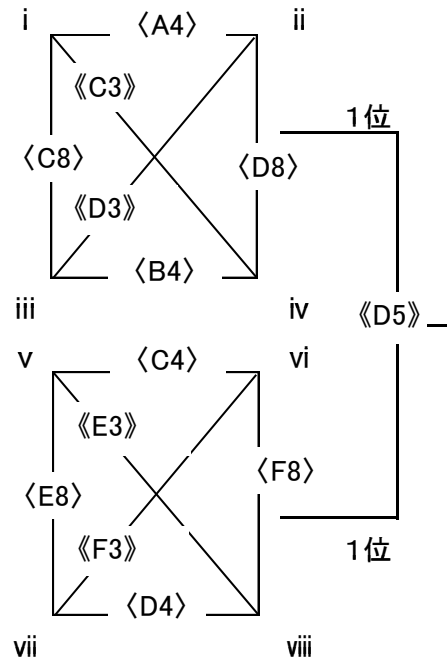 i 〈A4〉 ii
《C3》
1位
〈C8〉 〈D8〉
《D3》
〈B4〉
iii iv 《D5》
v 〈C4〉 vi
《E3》
〈F8〉
〈E8〉
《F3》 1位
〈D4〉
vii viii